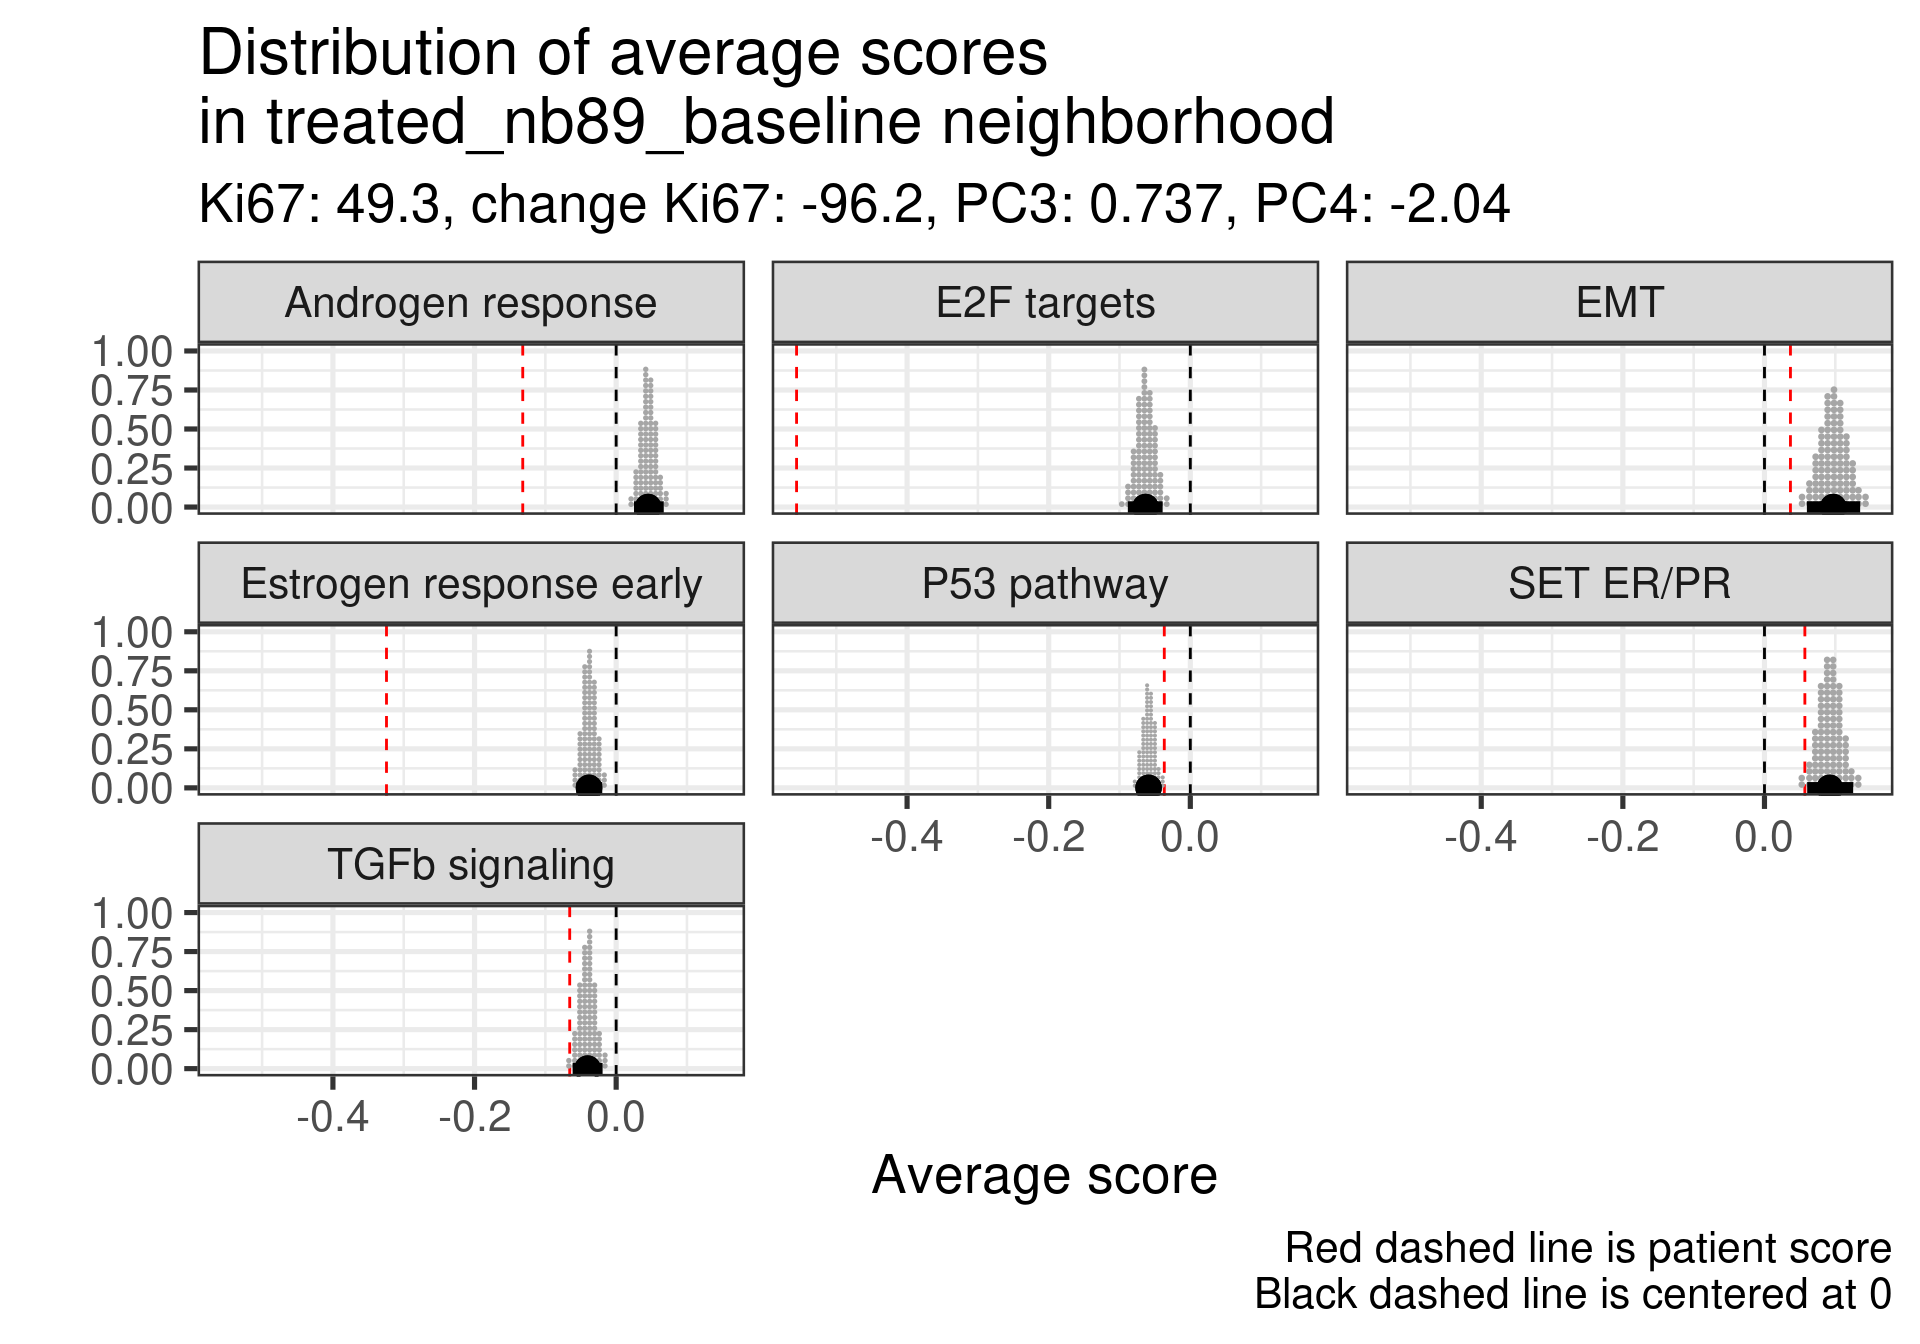 Distribution of average scores
in treated_nb89_baseline neighborhood
Ki67: 49.3, change Ki67: -96.2, PC3: 0.737, PC4: -2.04
Androgen response
E2F targets
EMT
1.00
0.75
0.50
0.25
0.00
Estrogen response early
P53 pathway
SET ER/PR
1.00
0.75
0.50
0.25
0.00
-0.4 -0.2 0.0
-0.4 -0.2 0.0
TGFb signaling
1.00
0.75
0.50
0.25
0.00
-0.4 -0.2 0.0
Average score
Red dashed line is patient score
Black dashed line is centered at 0